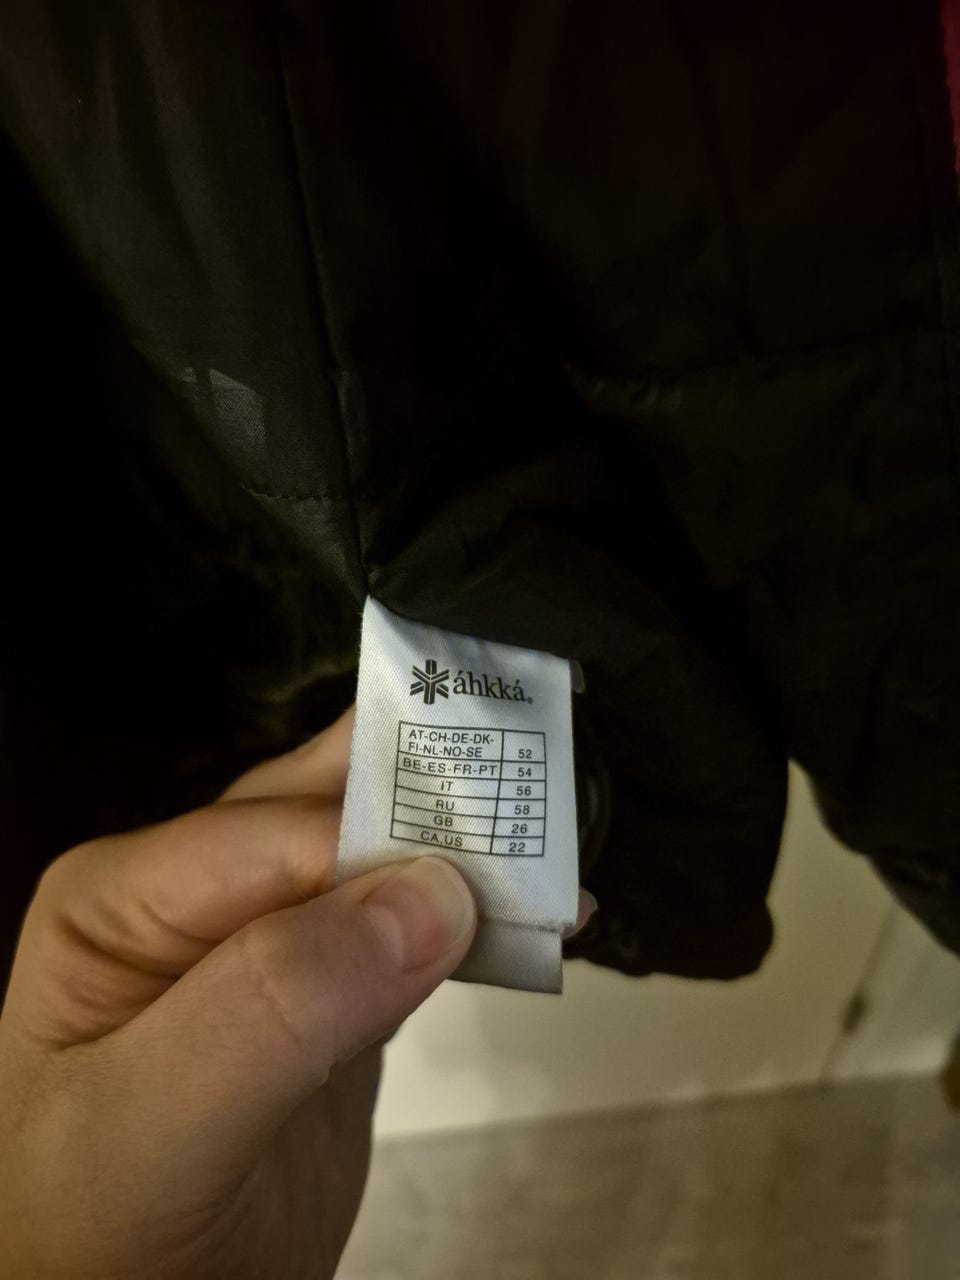 áhkká®
AT-CH-DE-DK-
FI-NL-NO-SE 52
BE-ES-FR-PT 54
IT 56
RU 58
GB 26
CA,US 22